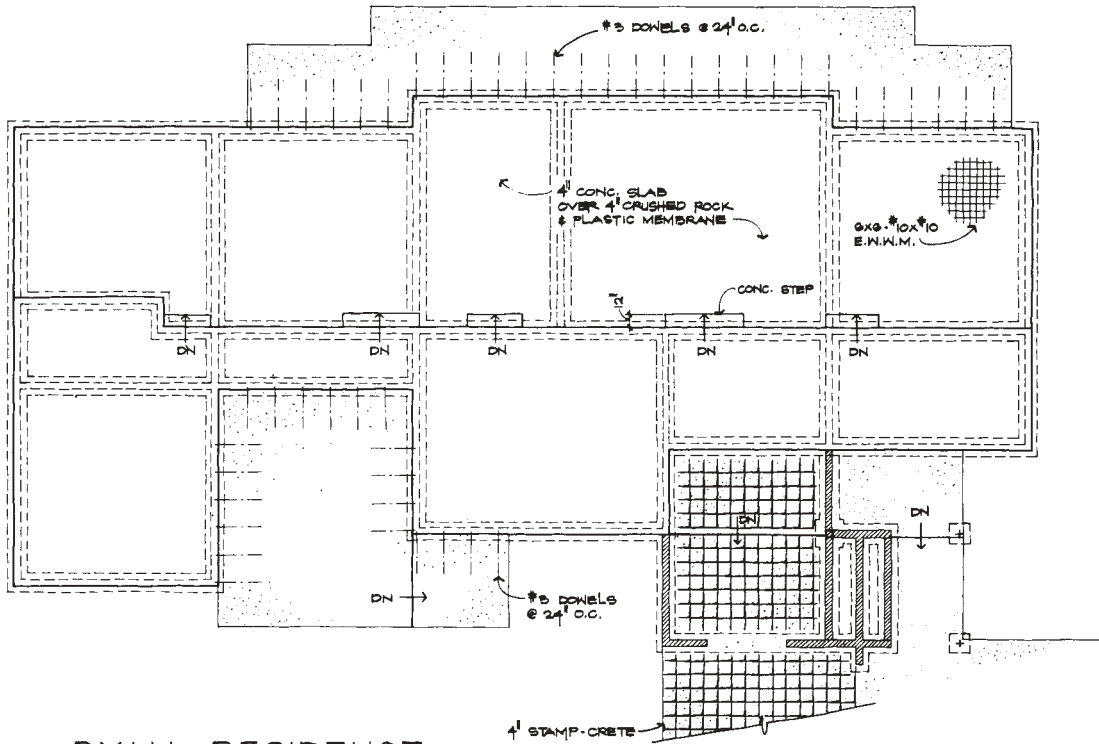 #3 DOWELS @ 24" O.C.
4" CONC. SLAB
OVER 4" CRUSHED ROCK
& PLASTIC MEMBRANE
6x6-#10x#10
E.W.W.M.
CONC. STEP
12"
DN
DN
DN
DN
DN
DN
DN
DN
#3 DOWELS
@ 24" O.C.
4" STAMP-CRETE
RESIDENCE